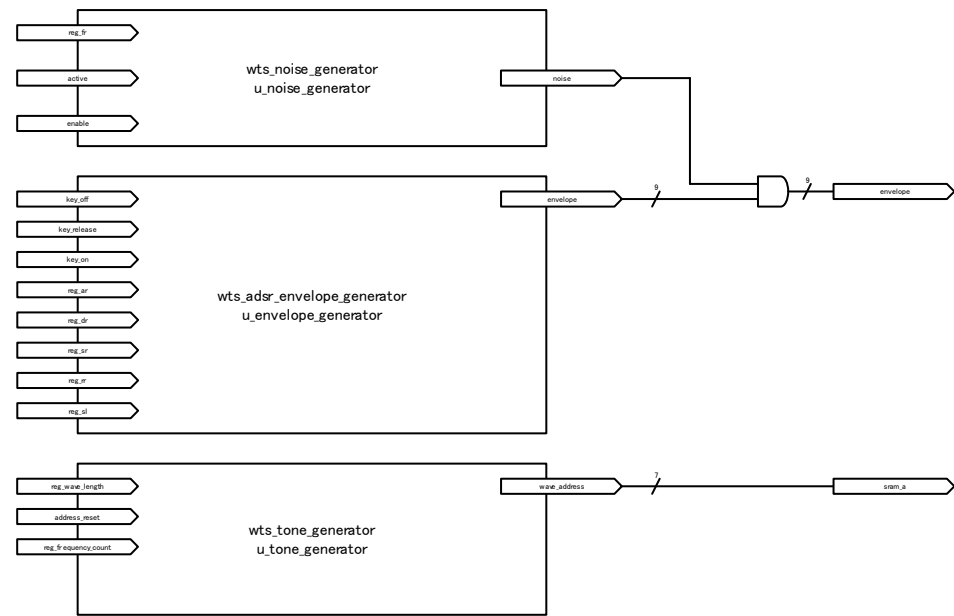 reg_fr
active
enable
wts_noise_generator
u_noise_generator
noise
key_off
key_release
key_on
reg_ar
reg_dr
reg_sr
reg_rr
reg_sl
wts_adsr_envelope_generator
u_envelope_generator
envelope
9
9
envelope
reg_wave_length
address_reset
reg_frequency_count
wts_tone_generator
u_tone_generator
wave_address
7
sram_a